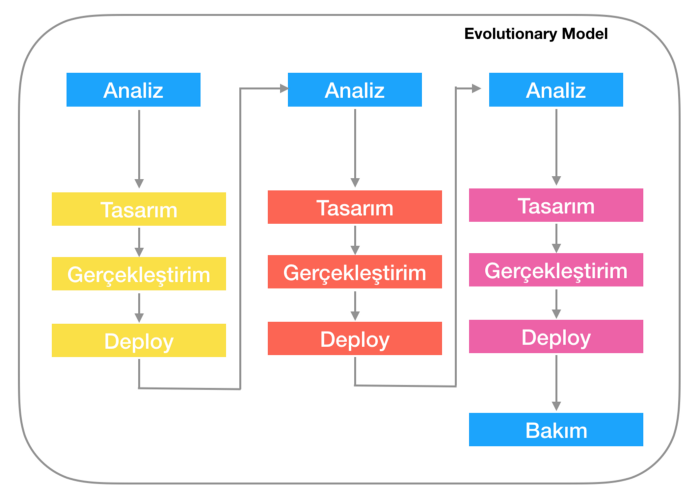 Evolutionary Model
Analiz
Tasarım
Gerçekleştirim
Deploy
Analiz
Tasarım
Gerçekleştirim
Deploy
Analiz
Tasarım
Gerçekleştirim
Deploy
Bakım